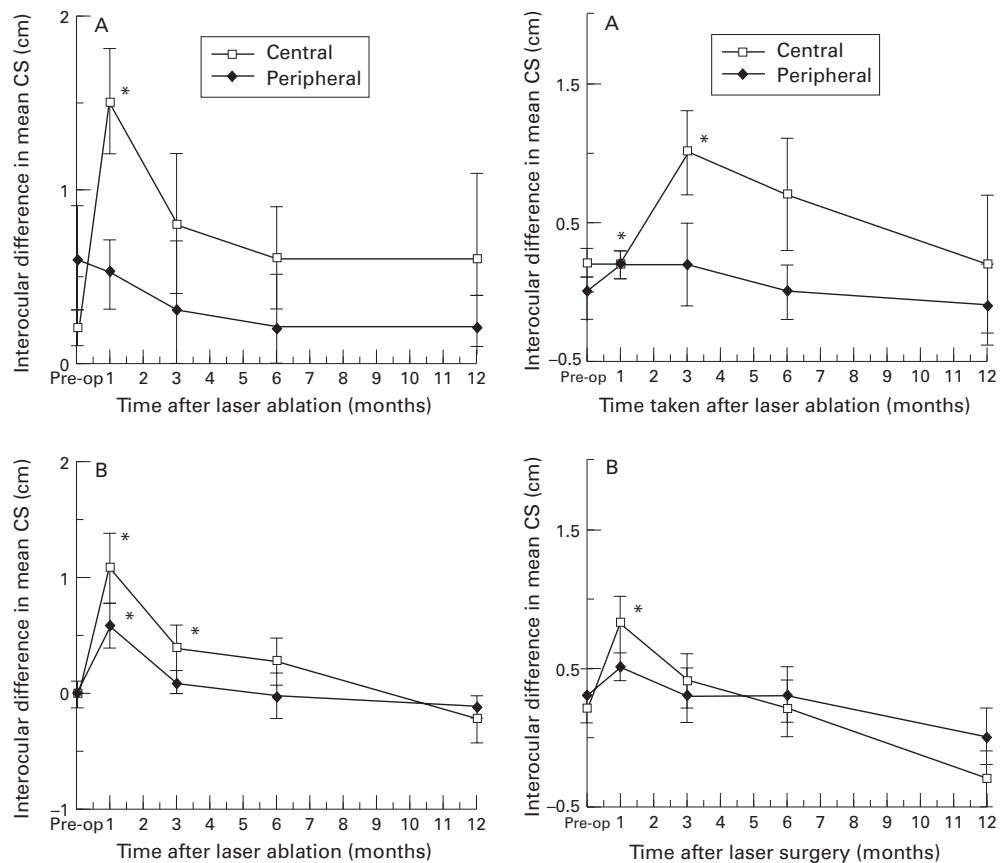 A
Central
Peripheral
Interocular difference in mean CS (cm)
2
1
0
*
Pre-op 1 2 3 4 5 6 7 8 9 10 11 12
Time after laser ablation (months)
A
Central
Peripheral
Interocular difference in mean CS (cm)
1.5
0.5
–0.5
*
*
Pre-op 1 2 3 4 5 6 7 8 9 10 11 12
Time taken after laser ablation (months)
B
Interocular difference in mean CS (cm)
2
1
0
–1
*
*
*
Pre-op 1 2 3 4 5 6 7 8 9 10 11 12
Time after laser ablation (months)
B
Interocular difference in mean CS (cm)
1.5
0.5
–0.5
*
Pre-op 1 2 3 4 5 6 7 8 9 10 11 12
Time after laser surgery (months)